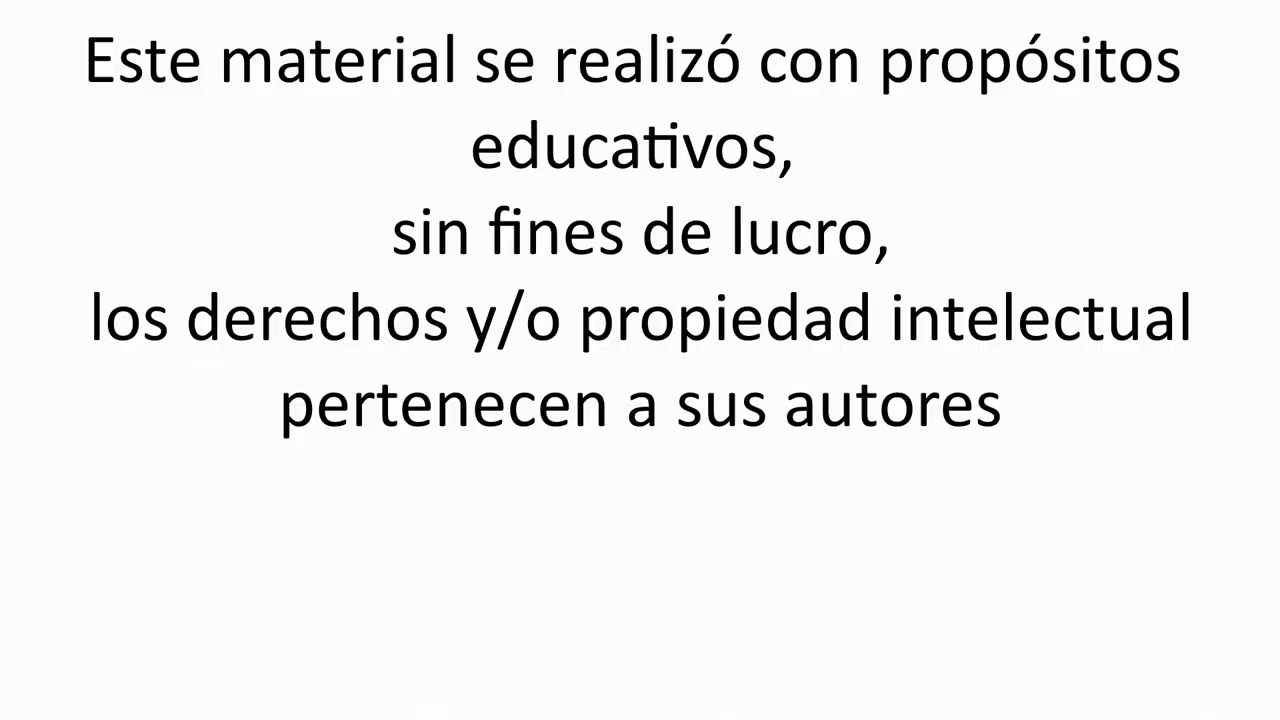 Este material se realizó con propósitos
educativos,
sin fines de lucro,
los derechos y/o propiedad intelectual
pertenecen a sus autores